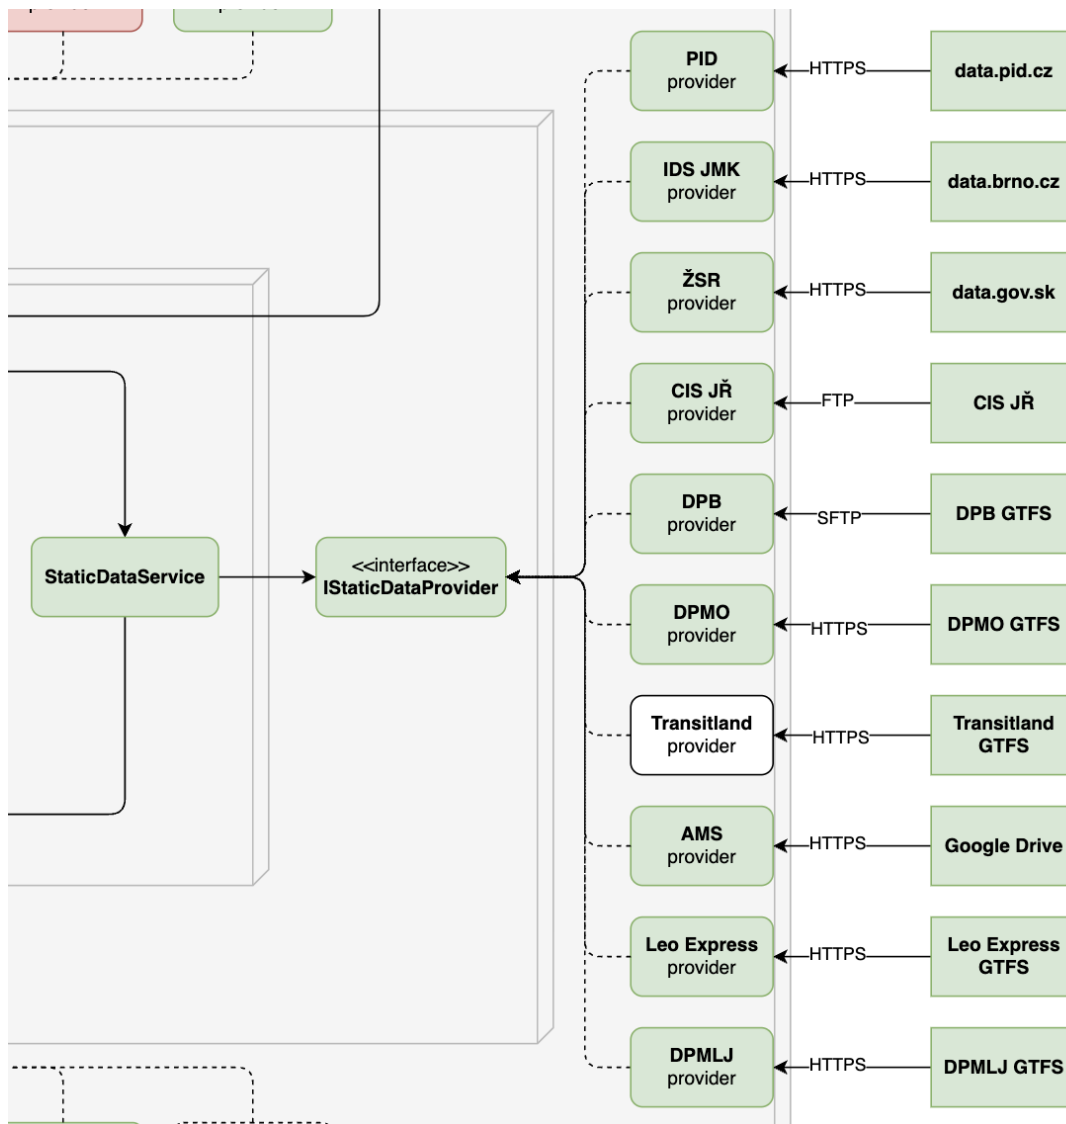 PID
provider
HTTPS
data.pid.cz
IDS JMK
provider
HTTPS
data.brno.cz
ŽSR
provider
HTTPS
data.gov.sk
CIS JŘ
provider
FTP
CIS JŘ
DPB
provider
SFTP
DPB GTFS
StaticDataService
<<interface>>
IStaticDataProvider
DPMO
provider
HTTPS
DPMO GTFS
Transitland
provider
HTTPS
Transitland
GTFS
AMS
provider
HTTPS
Google Drive
Leo Express
provider
HTTPS
Leo Express
GTFS
DPMLJ
provider
HTTPS
DPMLJ GTFS